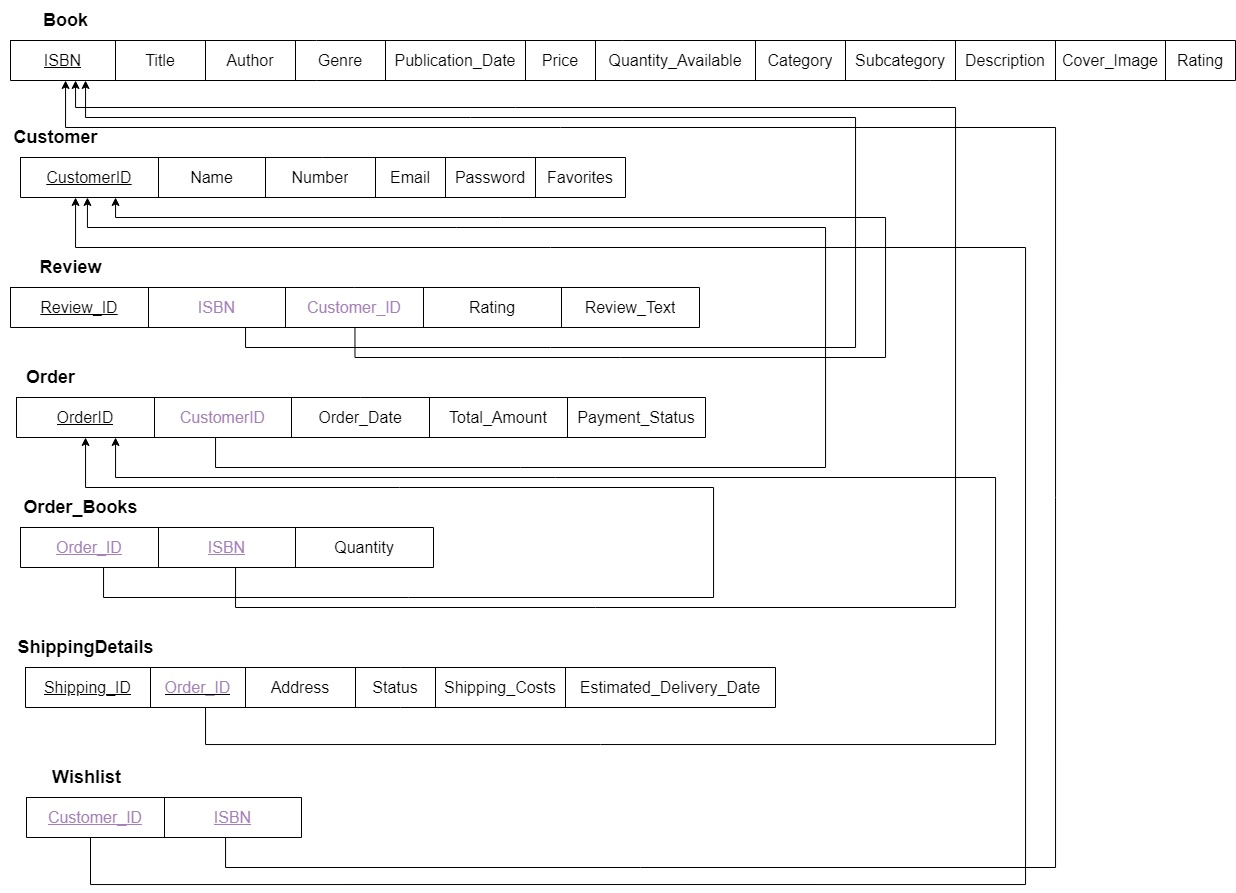 Book
ISBN Title Author Genre Publication_Date Price Quantity_Available Category Subcategory Description Cover_Image Rating
Customer
CustomerID Name Number Email Password Favorites
Review
Review_ID ISBN Customer_ID Rating Review_Text
Order
OrderID CustomerID Order_Date Total_Amount Payment_Status
Order_Books
Order_ID ISBN Quantity
ShippingDetails
Shipping_ID Order_ID Address Status Shipping_Costs Estimated_Delivery_Date
Wishlist
Customer_ID ISBN